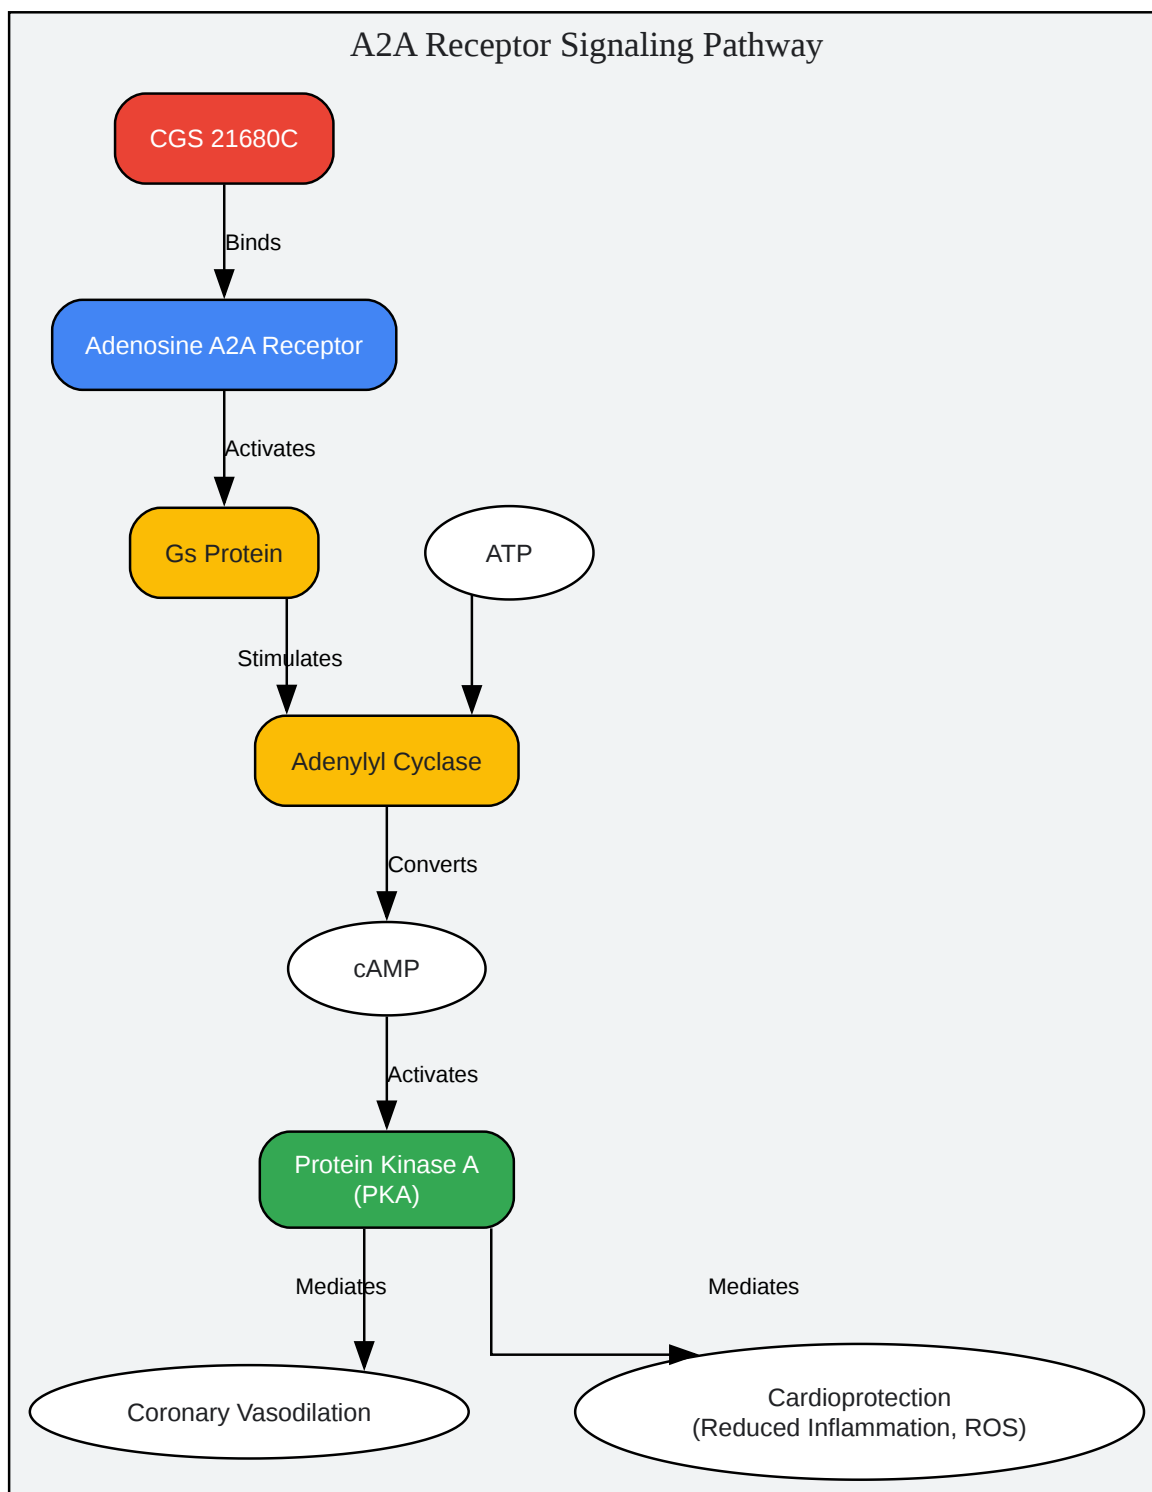 A2A Receptor Signaling Pathway
CGS 21680C
Binds
Adenosine A2A Receptor
Activates
Gs Protein
ATP
Stimulates
Adenylyl Cyclase
Converts
cAMP
Activates
Protein Kinase A
(PKA)
Mediates
Mediates
Coronary Vasodilation
Cardioprotection
(Reduced Inflammation, ROS)